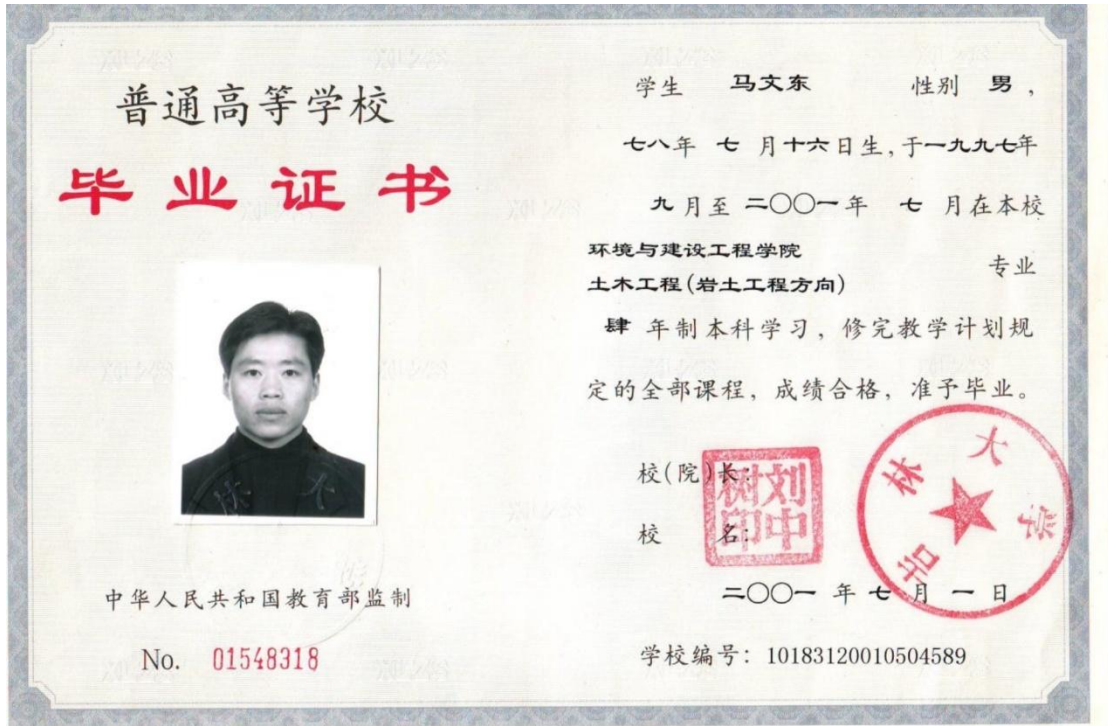 普通高等学校
毕业证书
中华人民共和国教育部监制
No. 01548318
学生 马文东 性别 男，
七八年 七 月十六日生，于一九九七年
九月至 二〇〇一年 七 月在本校
环境与建设工程学院
土木工程(岩土工程方向)
专业
肆 年制本科学习，修完教学计划规
定的全部课程，成绩合格，准予毕业。
校(院)长：
刘中树印
校 名：
吉林大学
二〇〇一 年 七 月 一 日
学校编号：10183120010504589